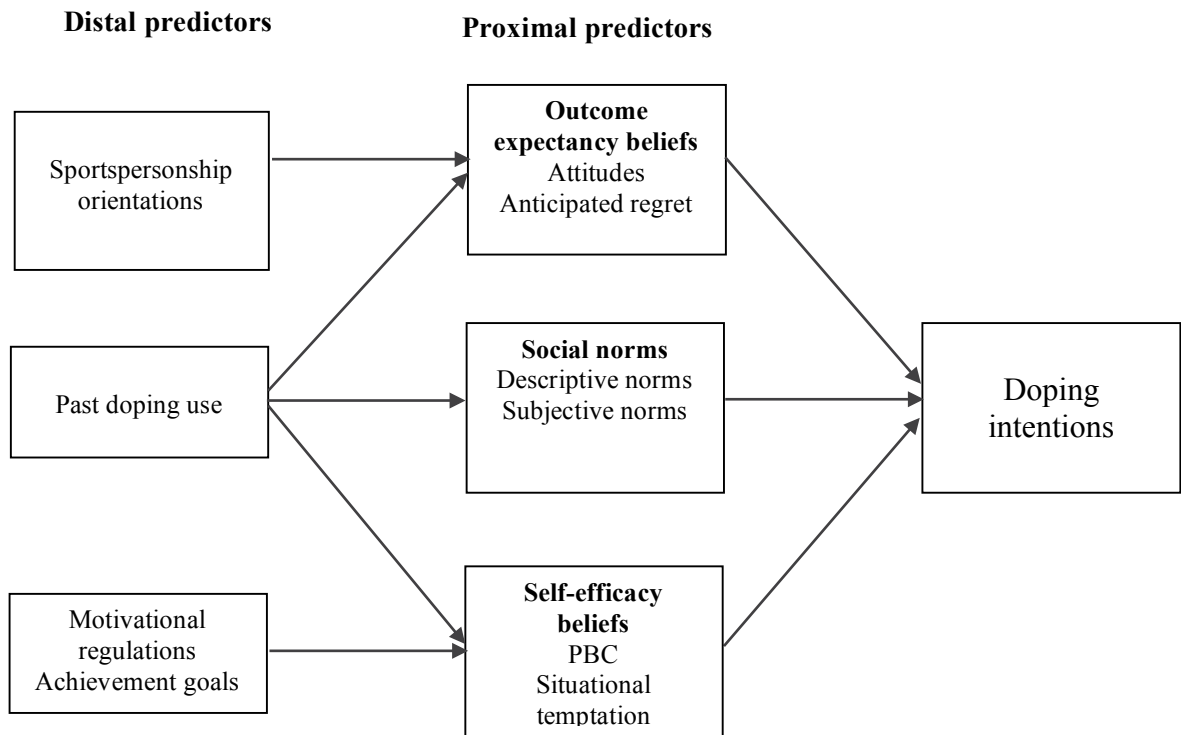 Distal predictors
Proximal predictors
Sportspersonship
orientations
Outcome
expectancy beliefs
Attitudes
Anticipated regret
Past doping use
Social norms
Descriptive norms
Subjective norms
Doping
intentions
Motivational
regulations
Achievement goals
Self-efficacy
beliefs
PBC
Situational
temptation